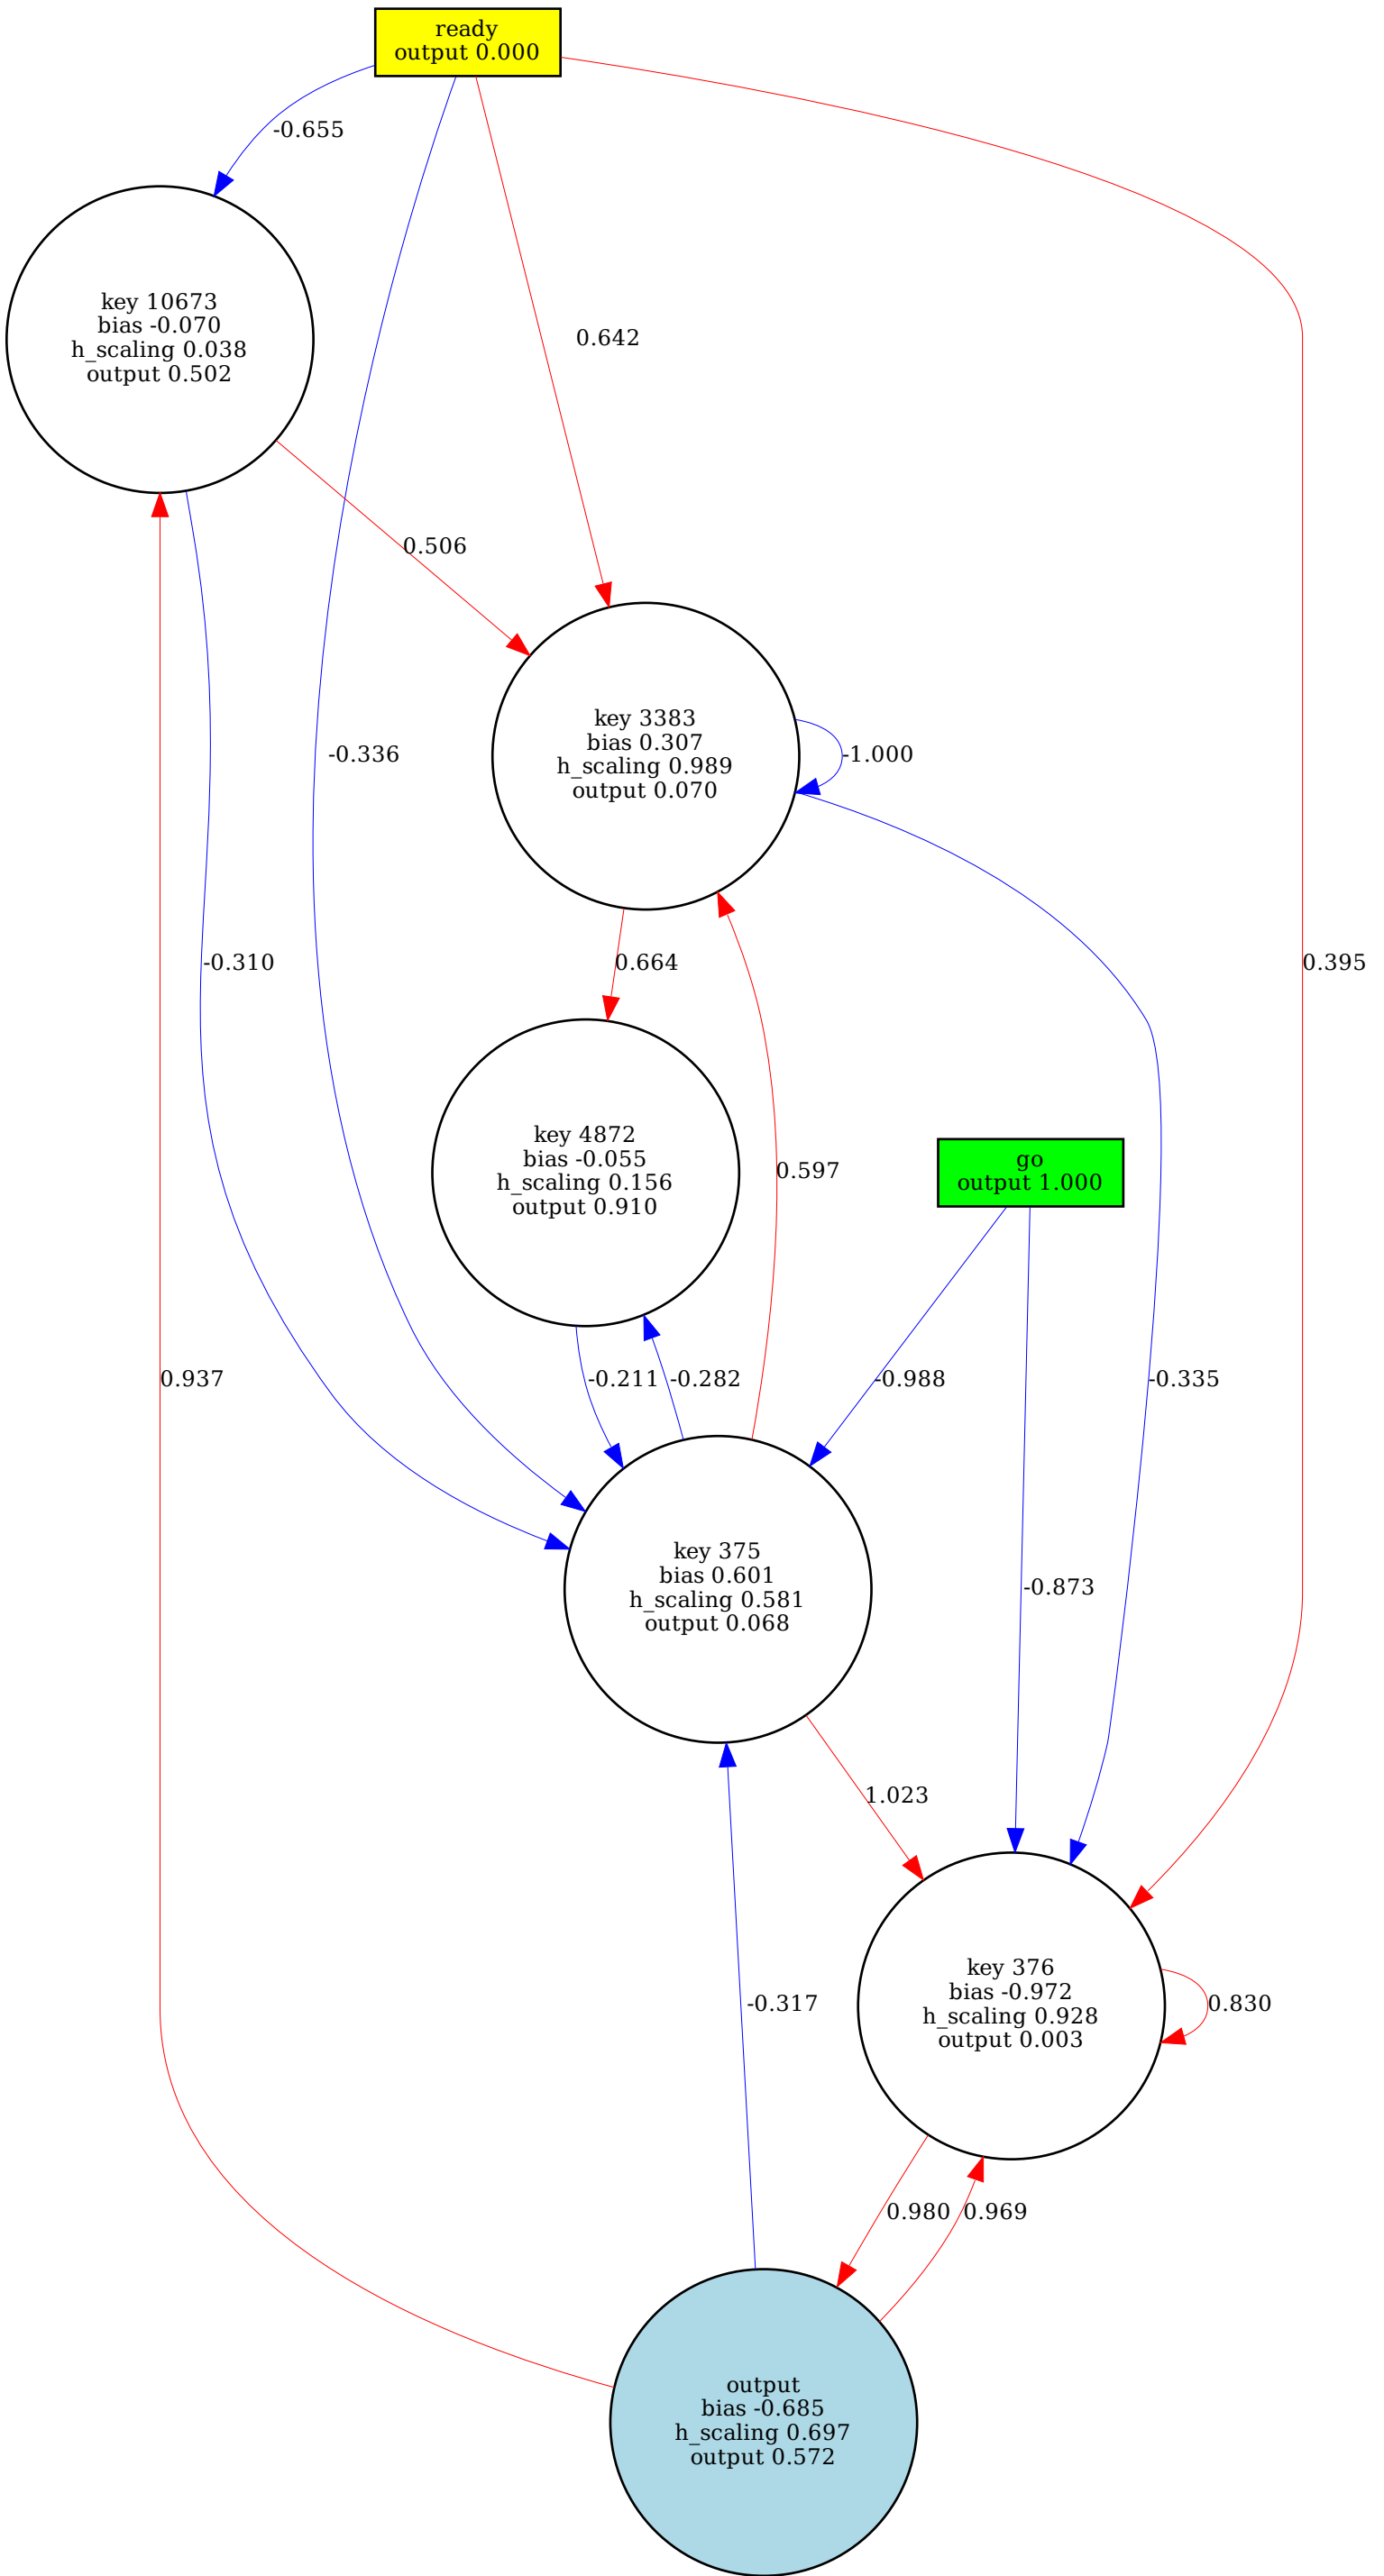 ready
output 0.000
-0.655
key 10673
bias -0.070
h_scaling 0.038
output 0.502
0.642
0.506
key 3383
bias 0.307
h_scaling 0.989
output 0.070
-0.336
-1.000
-0.310
0.664
0.395
key 4872
bias -0.055
h_scaling 0.156
output 0.910
0.597
go
output 1.000
0.937
-0.211
-0.282
-0.988
-0.335
key 375
bias 0.601
h_scaling 0.581
output 0.068
-0.873
1.023
key 376
bias -0.972
h_scaling 0.928
output 0.003
-0.317
0.830
0.980
0.969
output
bias -0.685
h_scaling 0.697
output 0.572